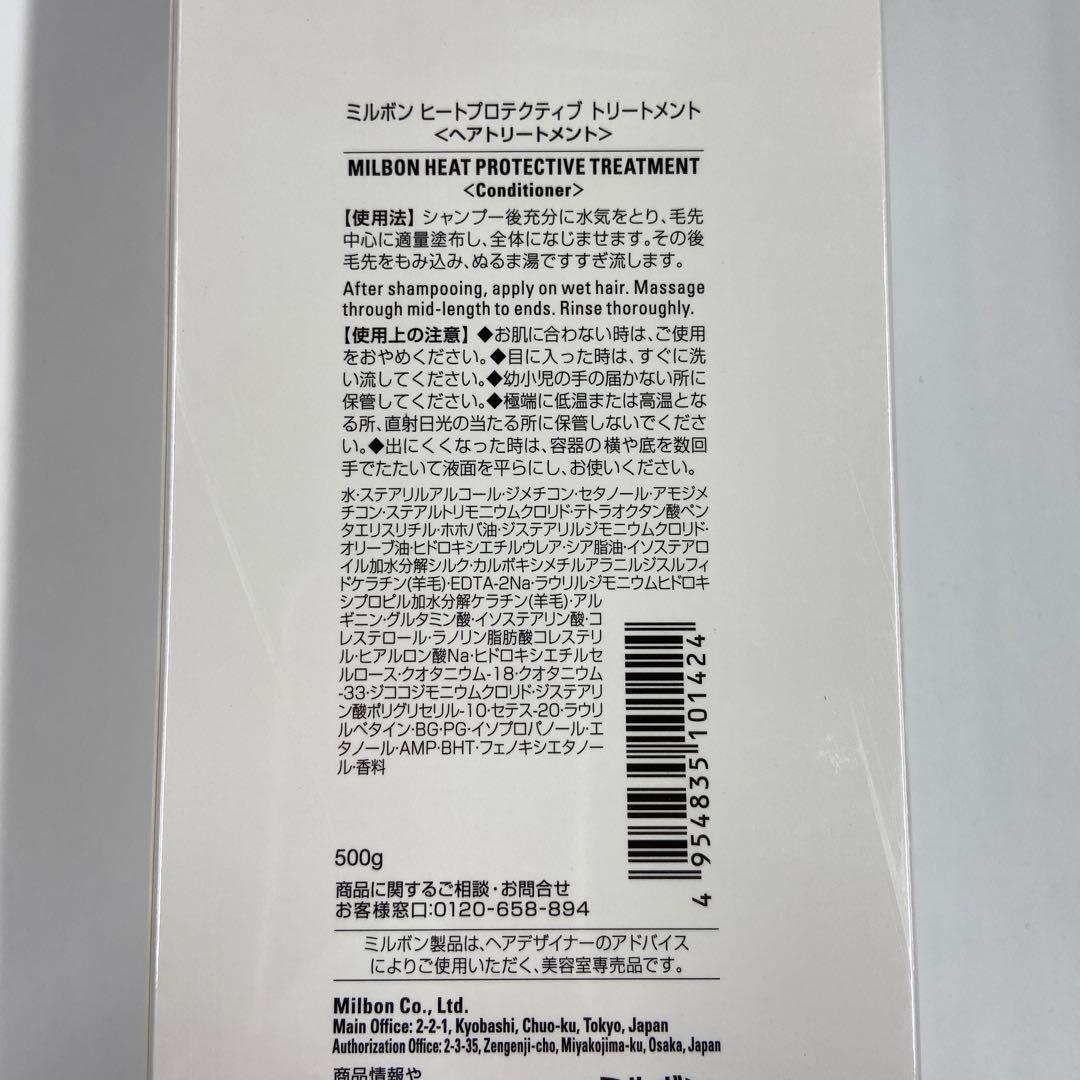 ミルボン ヒートプロテクティブ トリートメント
<ヘアトリートメント>
MILBON HEAT PROTECTIVE TREATMENT
<Conditioner>
【使用法】シャンプー後充分に水気をとり、毛先
中心に適量塗布し、全体になじませます。その後
毛先をもみ込み、ぬるま湯ですすぎ流します。
After shampooing, apply on wet hair. Massage
through mid-length to ends. Rinse thoroughly.
【使用上の注意】◆お肌に合わない時は、ご使用
をおやめください。◆目に入った時は、すぐに洗
い流してください。◆幼小児の手の届かない所に
保管してください。◆極端に低温または高温とな
る所、直射日光の当たる所に保管しないでくださ
い。◆出にくくなった時は、容器の横や底を数回
手でたたいて液面を平らにし、お使いください。
水・ステアリルアルコール・ジメチコン・セタノール・アモジメ
チコン・ステアルトリモニウムクロリド・テトラオクタン酸ペン
タエリスリチル・ホホバ油・ジステアリルジモニウムクロリド・
オリーブ油・ヒドロキシエチルウレア・シア脂油・イソステアロ
イル加水分解シルク・カルボキシメチルアラニルジスルフィ
ドケラチン(羊毛)・EDTA-2Na・ラウリルジモニウムヒドロキ
シプロピル加水分解ケラチン(羊毛)・アル
ギニン・グルタミン酸・イソステアリン酸・コ
レステロール・ラノリン脂肪酸コレステリ
ル・ヒアルロン酸Na・ヒドロキシエチルセ
ルロース・クオタニウム-18・クオタニウム
-33・ジココジモニウムクロリド・ジステアリ
ン酸ポリグリセリル-10・セテス-20・ラウリ
ルベタイン・BG・PG・イソプロパノール・エ
タノール・AMP・BHT・フェノキシエタノー
ル・香料
4 954835 101424
500g
商品に関するご相談・お問合せ
お客様窓口:0120-658-894
ミルボン製品は、ヘアデザイナーのアドバイス
によりご使用いただく、美容室専売品です。
Milbon Co., Ltd.
Main Office: 2-2-1, Kyobashi, Chuo-ku, Tokyo, Japan
Authorization Office: 2-3-35, Zengenji-cho, Miyakojima-ku, Osaka, Japan
商品情報や
ミルボン